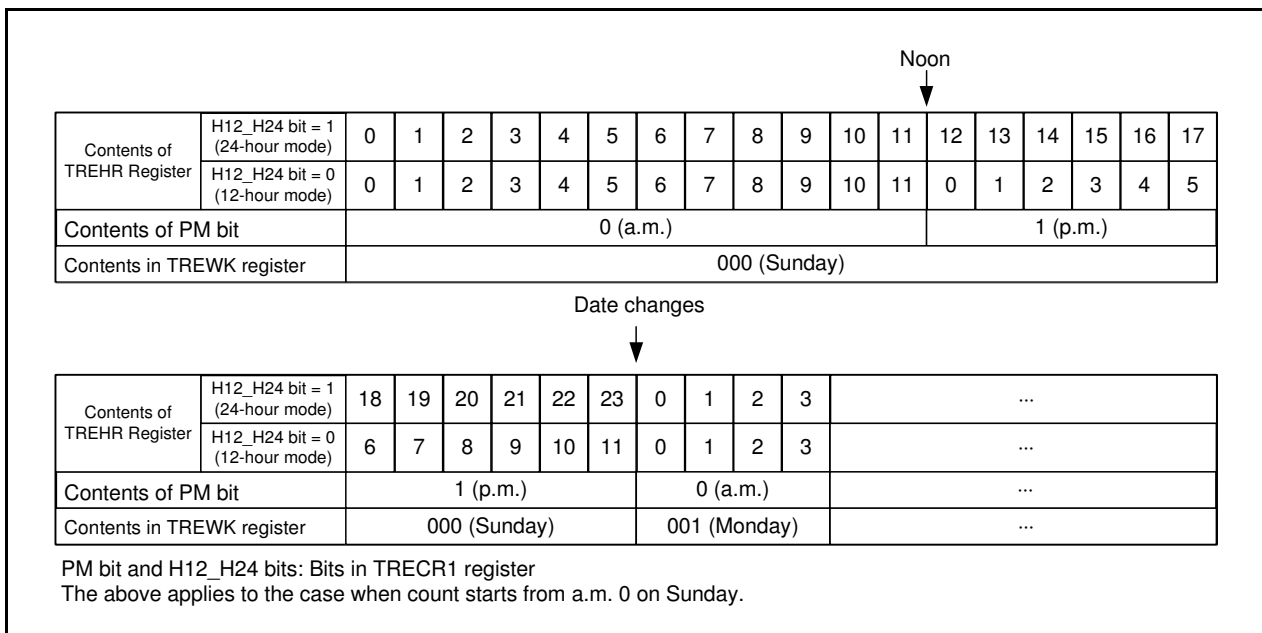 Noon
Contents of TREHR Register
H12_H24 bit = 1 (24-hour mode) 0 1 2 3 4 5 6 7 8 9 10 11 12 13 14 15 16 17
H12_H24 bit = 0 (12-hour mode) 0 1 2 3 4 5 6 7 8 9 10 11 0 1 2 3 4 5
Contents of PM bit 0 (a.m.) 1 (p.m.)
Contents in TREWK register 000 (Sunday)
Date changes
Contents of TREHR Register
H12_H24 bit = 1 (24-hour mode) 18 19 20 21 22 23 0 1 2 3 ...
H12_H24 bit = 0 (12-hour mode) 6 7 8 9 10 11 0 1 2 3 ...
Contents of PM bit 1 (p.m.) 0 (a.m.) ...
Contents in TREWK register 000 (Sunday) 001 (Monday) ...
PM bit and H12_H24 bits: Bits in TRECR1 register
The above applies to the case when count starts from a.m. 0 on Sunday.